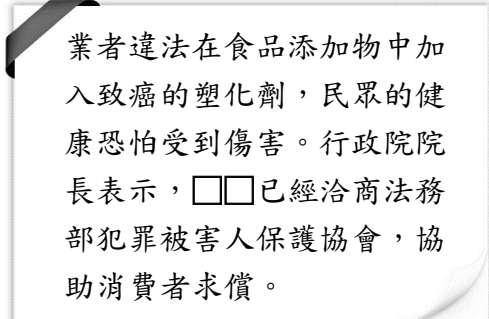 業者違法在食品添加物中加
入致癌的塑化劑，民眾的健
康恐怕受到傷害。行政院院
長表示，□□已經洽商法務
部犯罪被害人保護協會，協
助消費者求償。